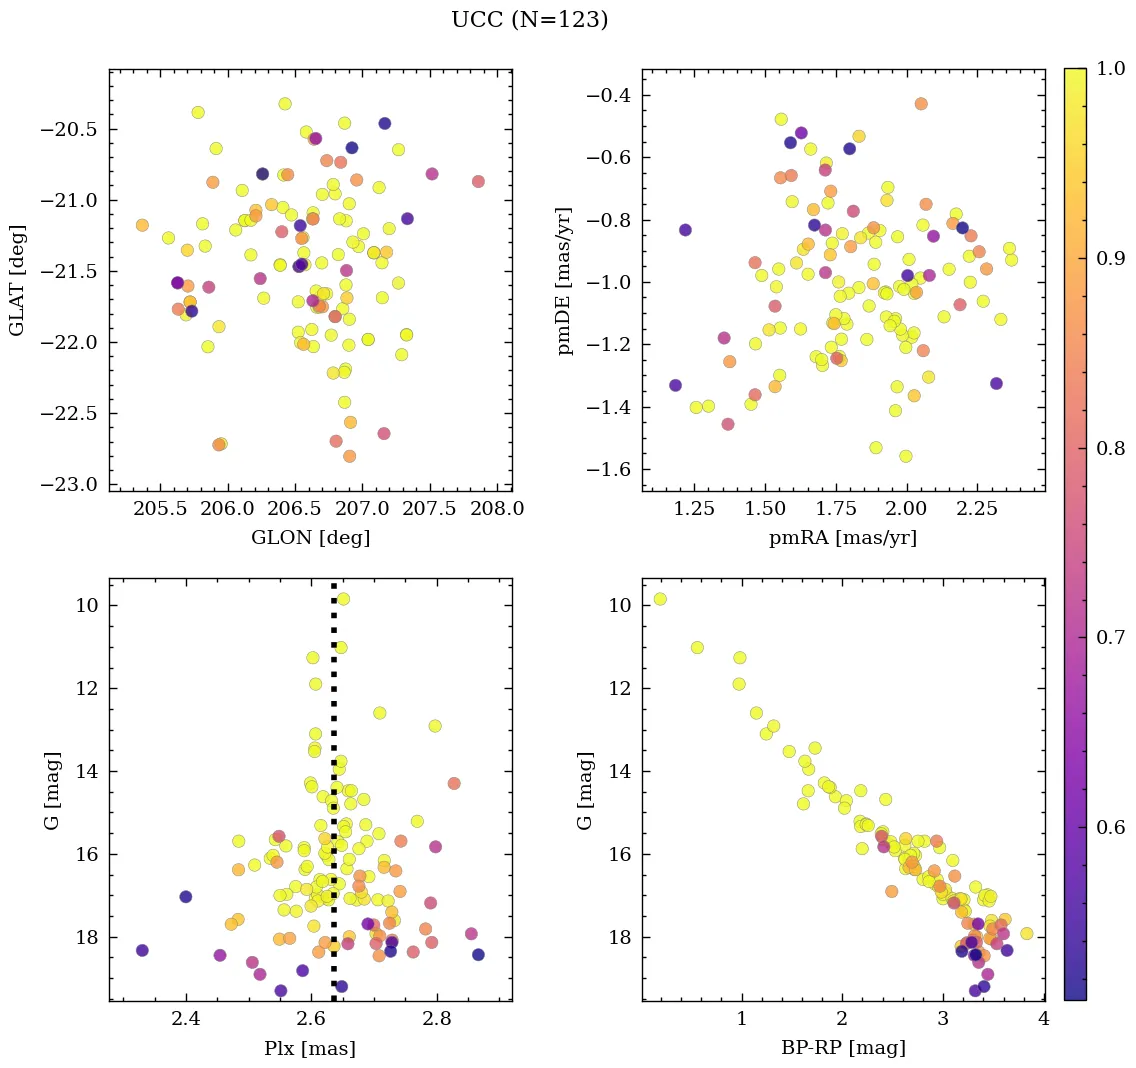 UCC (N=123)
−20.5
−21.0
−21.5
−22.0
−22.5
−23.0
GLAT [deg]
205.5 206.0 206.5 207.0 207.5 208.0
GLON [deg]
−0.4
−0.6
−0.8
−1.0
−1.2
−1.4
−1.6
pmDE [mas/yr]
1.25 1.50 1.75 2.00 2.25
pmRA [mas/yr]
10
12
14
16
18
G [mag]
2.4 2.6 2.8
Plx [mas]
10
12
14
16
18
G [mag]
1 2 3 4
BP-RP [mag]
1.0
0.9
0.8
0.7
0.6